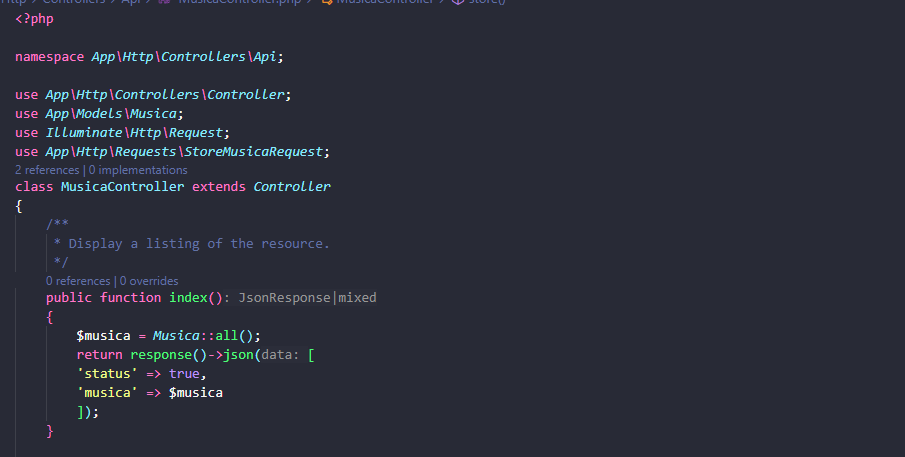 Http > Controllers > Api > MusicaController.php > MusicaController > store()
<?php
namespace App\Http\Controllers\Api;
use App\Http\Controllers\Controller;
use App\Models\Musica;
use Illuminate\Http\Request;
use App\Http\Requests\StoreMusicaRequest;
2 references | 0 implementations
class MusicaController extends Controller
{
/**
* Display a listing of the resource.
*/
0 references | 0 overrides
public function index(): JsonResponse|mixed
{
$musica = Musica::all();
return response()->json(data: [
'status' => true,
'musica' => $musica
]);
}